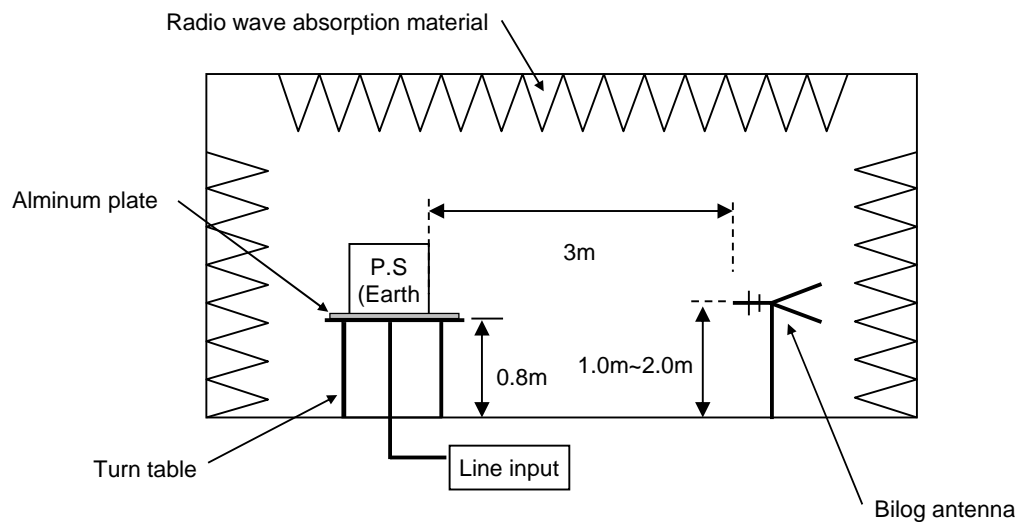 Radio wave absorption material
Alminum plate
P.S
(Earth
3m
0.8m
1.0m~2.0m
Turn table
Line input
Bilog antenna